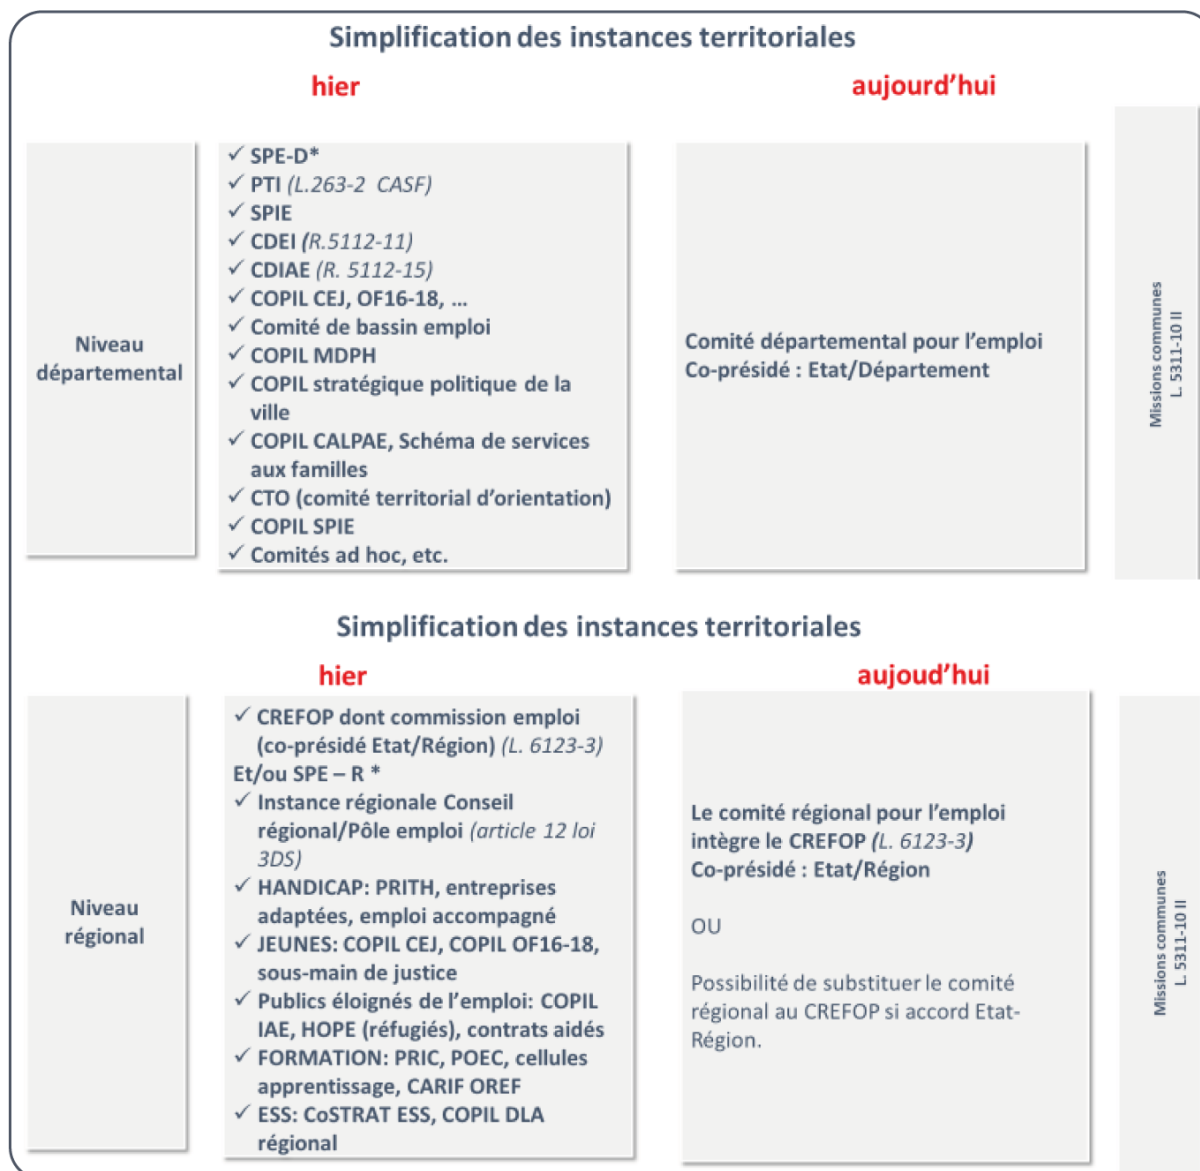 Simplification des instances territoriales
hier
aujourd’hui
Niveau
départemental
✓ SPE-D*
✓ PTI (L.263-2 CASF)
✓ SPIE
✓ CDEI (R.5112-11)
✓ CDIAE (R. 5112-15)
✓ COPIL CEJ, OF16-18, ...
✓ Comité de bassin emploi
✓ COPIL MDPH
✓ COPIL stratégique politique de la
ville
✓ COPIL CALPAE, Schéma de services
aux familles
✓ CTO (comité territorial d’orientation)
✓ COPIL SPIE
✓ Comités ad hoc, etc.
Comité départemental pour l’emploi
Co-présidé : Etat/Département
Missions communes
L. 5311-10 II
Simplification des instances territoriales
hier
aujoud’hui
Niveau
régional
✓ CREFOP dont commission emploi
(co-présidé Etat/Région) (L. 6123-3)
Et/ou SPE – R *
✓ Instance régionale Conseil
régional/Pôle emploi (article 12 loi
3DS)
✓ HANDICAP: PRITH, entreprises
adaptées, emploi accompagné
✓ JEUNES: COPIL CEJ, COPIL OF16-18,
sous-main de justice
✓ Publics éloignés de l’emploi: COPIL
IAE, HOPE (réfugiés), contrats aidés
✓ FORMATION: PRIC, POEC, cellules
apprentissage, CARIF OREF
✓ ESS: CoSTRAT ESS, COPIL DLA
régional
Le comité régional pour l’emploi
intègre le CREFOP (L. 6123-3)
Co-présidé : Etat/Région
OU
Possibilité de substituer le comité
régional au CREFOP si accord Etat-
Région.
Missions communes
L. 5311-10 II